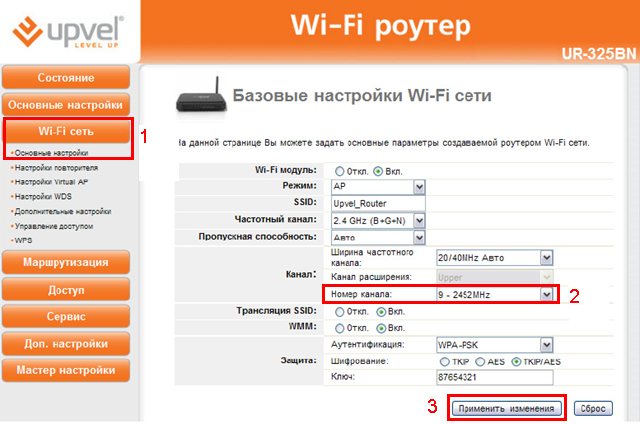 upvel
LEVEL UP
Wi-Fi роутер
UR-325BN
Состояние
Основные настройки
Wi-Fi сеть
1
Основные настройки
Настройки повторителя
Настройки Virtual AP
Настройки WDS
Дополнительные настройки
Управление доступом
WPS
Маршрутизация
Доступ
Сервис
Доп. настройки
Мастер настройки
Базовые настройки Wi-Fi сети
На данной странице Вы можете задать основные параметры создаваемой роутером Wi-Fi сети.
Wi-Fi модуль: Откл. Вкл.
Режим: AP
SSID: Upvel_Router
Частотный канал: 2.4 GHz (B+G+N)
Пропускная способность: Авто
Канал:
Ширина частотного канала: 20/40MHz Авто
Канал расширения: Upper
Номер канала: 9 - 2452MHz 2
Трансляция SSID: Откл. Вкл.
WMM: Откл. Вкл.
Защита:
Аутентификация: WPA-PSK
Шифрование: TKIP AES TKIP/AES
Ключ: 87654321
3 Применить изменения Сброс